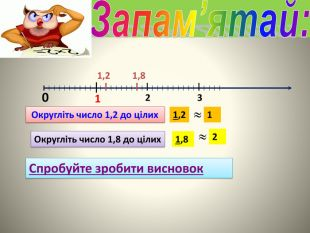 Запам’ятай:
1,2 1,8
0 1 2 3
Округліть число 1,2 до цілих 1,2 ≈ 1
Округліть число 1,8 до цілих 1,8 ≈ 2
Спробуйте зробити висновок